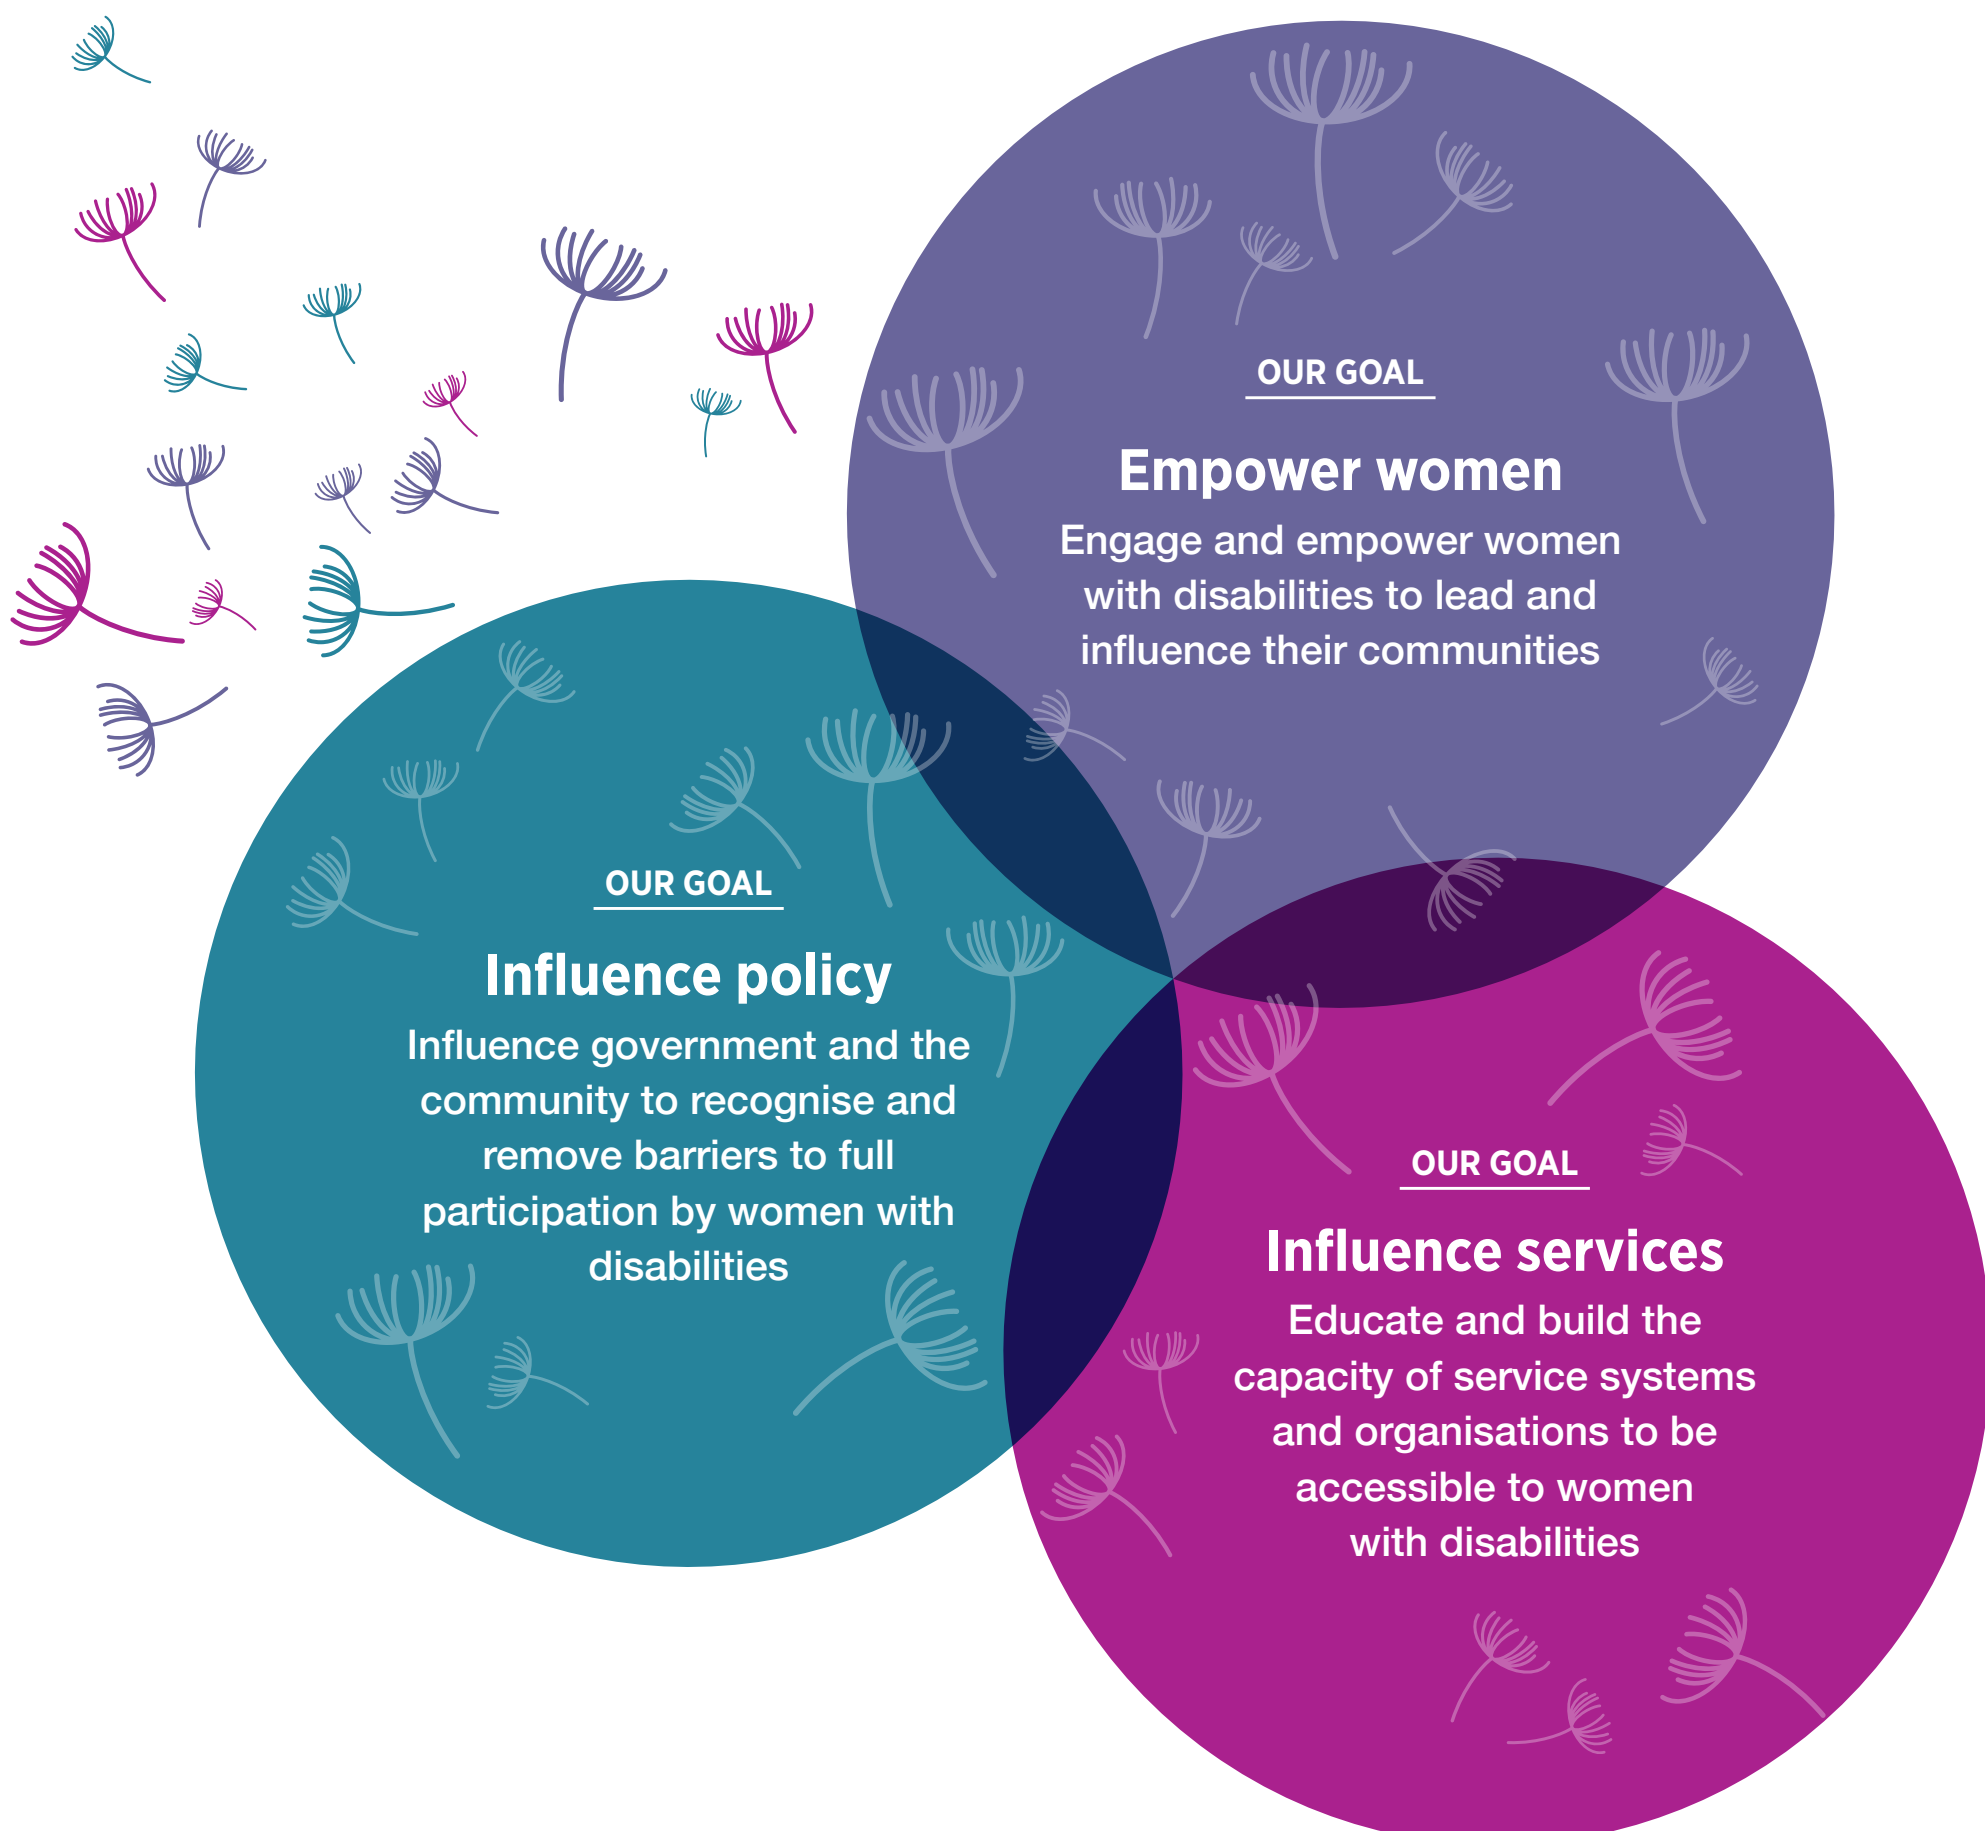 OUR GOAL
Empower women
Engage and empower women
with disabilities to lead and
influence their communities
OUR GOAL
Influence policy
Influence government and the
community to recognise and
remove barriers to full
participation by women with
disabilities
OUR GOAL
Influence services
Educate and build the
capacity of service systems
and organisations to be
accessible to women
with disabilities